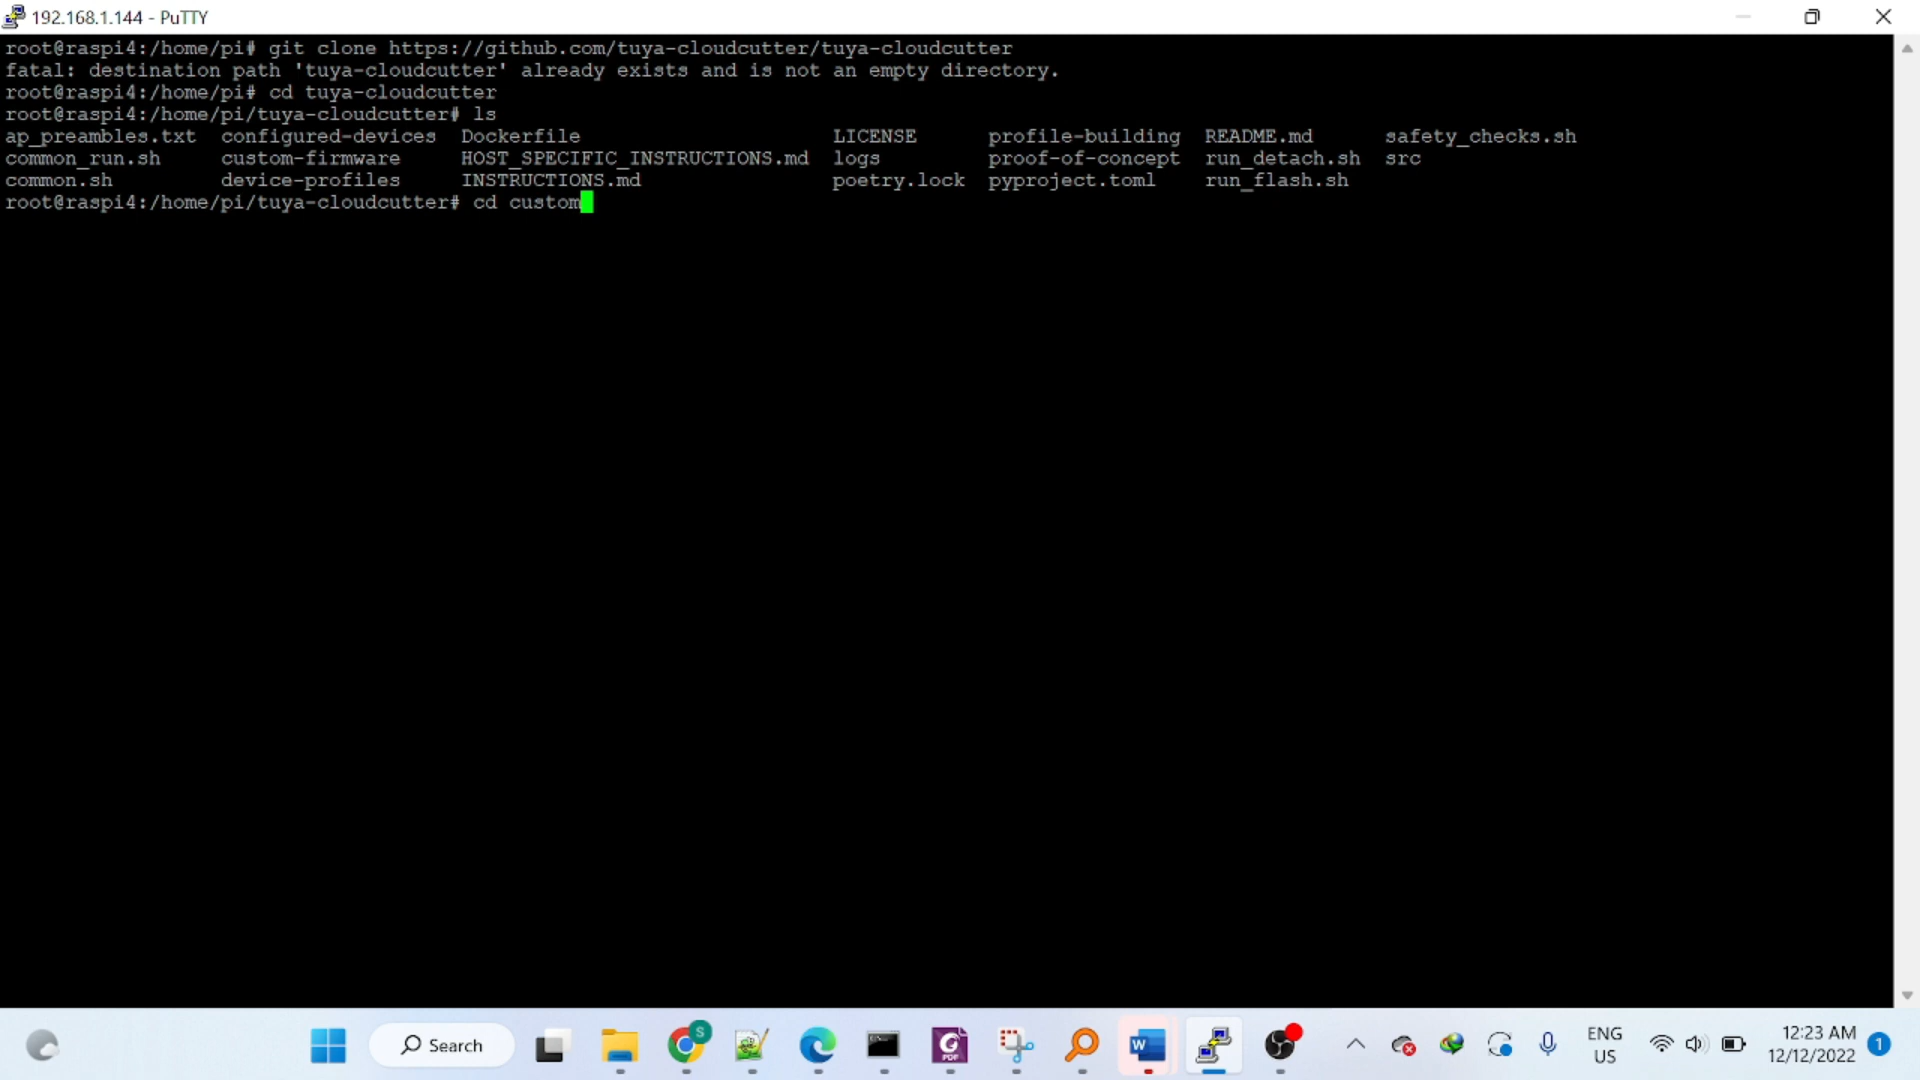 192.168.1.144 - PuTTY
root@raspi4:/home/pi# git clone https://github.com/tuya-cloudcutter/tuya-cloudcutter
fatal: destination path 'tuya-cloudcutter' already exists and is not an empty directory.
root@raspi4:/home/pi# cd tuya-cloudcutter
root@raspi4:/home/pi/tuya-cloudcutter# ls
ap_preambles.txt configured-devices Dockerfile LICENSE profile-building README.md safety_checks.sh
common_run.sh custom-firmware HOST_SPECIFIC_INSTRUCTIONS.md logs proof-of-concept run_detach.sh src
common.sh device-profiles INSTRUCTIONS.md poetry.lock pyproject.toml run_flash.sh
root@raspi4:/home/pi/tuya-cloudcutter# cd custom
Search
S
PDF
W
ENG
US
12:23 AM
12/12/2022
1